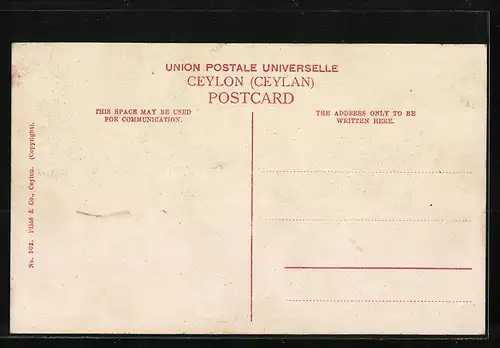 UNION POSTALE UNIVERSELLE
CEYLON (CEYLAN)
POSTCARD
THIS SPACE MAY BE USED
FOR COMMUNICATION.
THE ADDRESS ONLY TO BE
WRITTEN HERE.
No. 302. Plâté & Co., Ceylon. (Copyright).